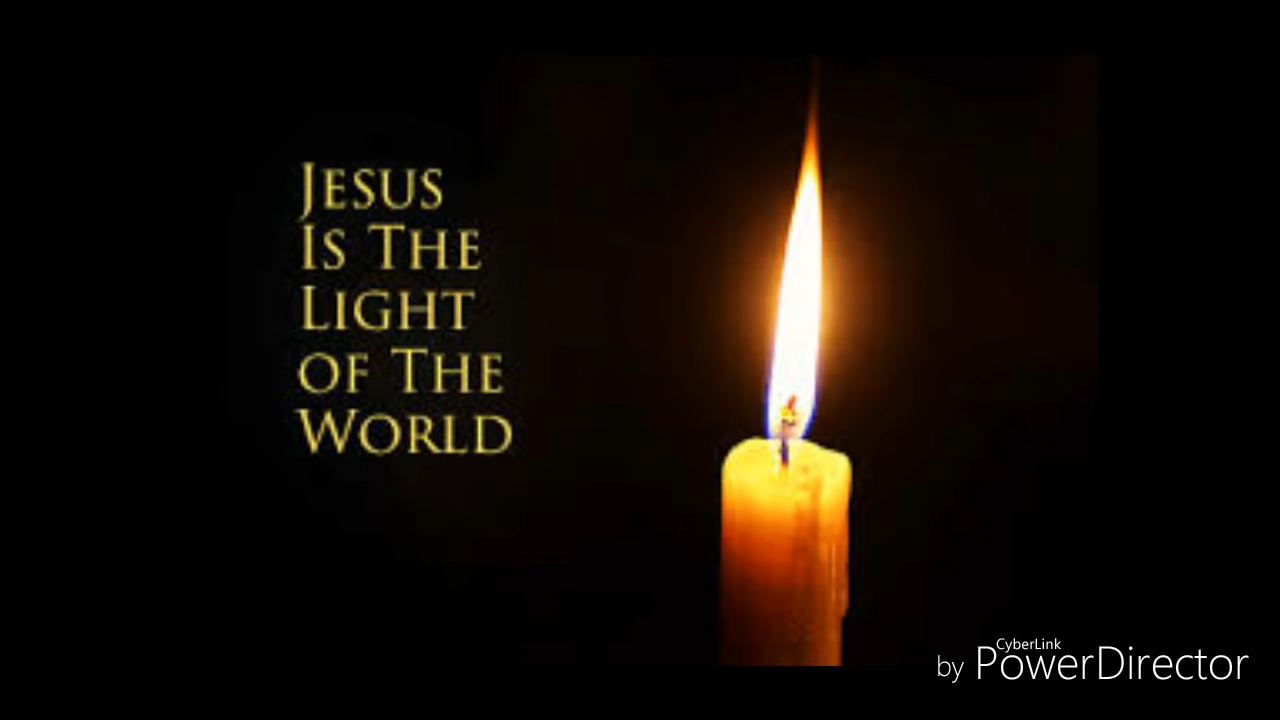 Jesus
Is The
Light
of The
World
CyberLink
by PowerDirector